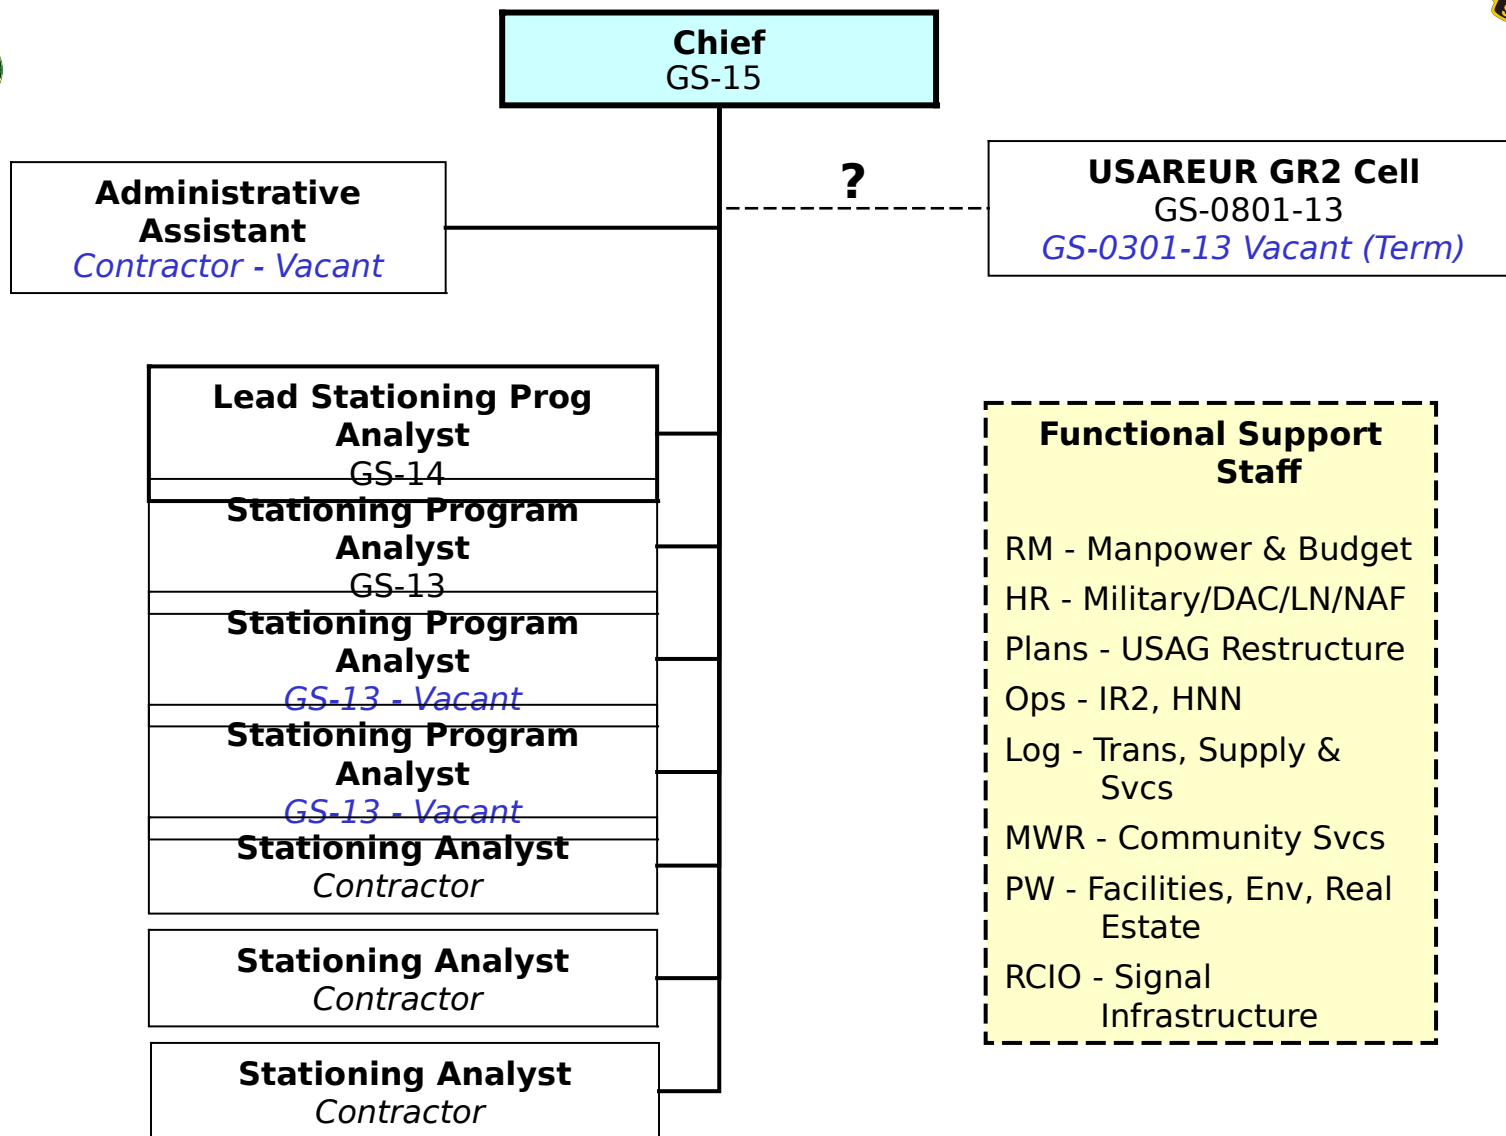 Chief
GS-15
?
Administrative
Assistant
Contractor - Vacant
USAREUR GR2 Cell
GS-0801-13
GS-0301-13 Vacant (Term)
Lead Stationing Prog
Analyst
GS-14
Stationing Program
Analyst
GS-13
Stationing Program
Analyst
GS-13 - Vacant
Stationing Program
Analyst
GS-13 - Vacant
Stationing Analyst
Contractor
Stationing Analyst
Contractor
Stationing Analyst
Contractor
Functional Support
Staff
RM - Manpower & Budget
HR - Military/DAC/LN/NAF
Plans - USAG Restructure
Ops - IR2, HNN
Log - Trans, Supply &
Svcs
MWR - Community Svcs
PW - Facilities, Env, Real
Estate
RCIO - Signal
Infrastructure